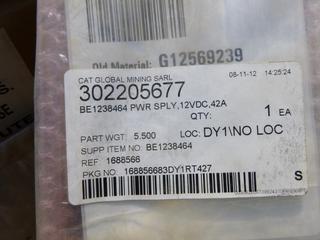 Old Material: G12569239
CAT GLOBAL MINING SARL 08-11-12 14:25:24
302205677
BE1238464 PWR SPLY,12VDC,42A
QTY: 1 EA
PART WGT: 5.500 LOC: DY1\NO LOC
SUPP ITEM NO: BE1238464
REF 1688566
PKG NO: 168856683DY1RT427
S